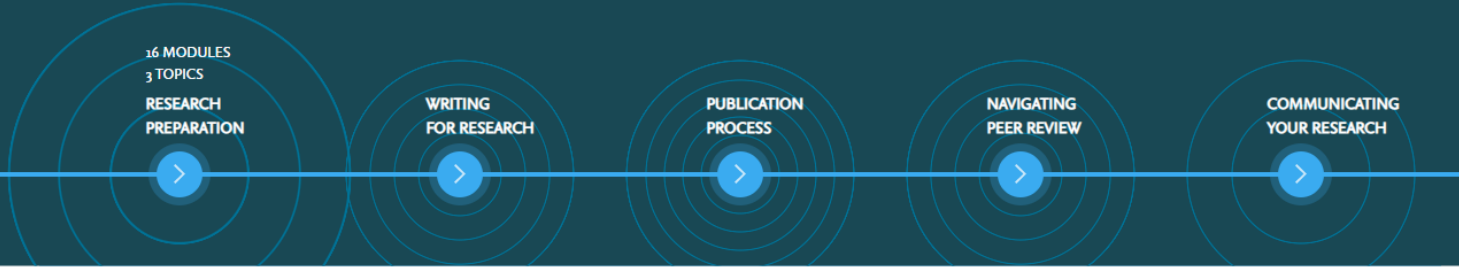 16 MODULES
3 TOPICS
RESEARCH
PREPARATION
WRITING
FOR RESEARCH
PUBLICATION
PROCESS
NAVIGATING
PEER REVIEW
COMMUNICATING
YOUR RESEARCH